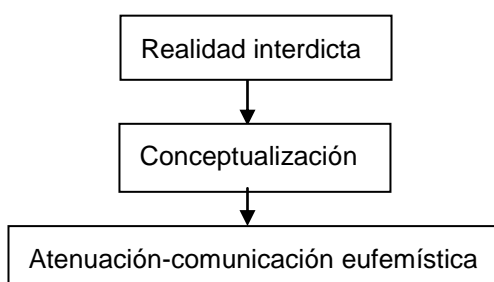 Realidad interdicta
Conceptualización
Atenuación-comunicación eufemística